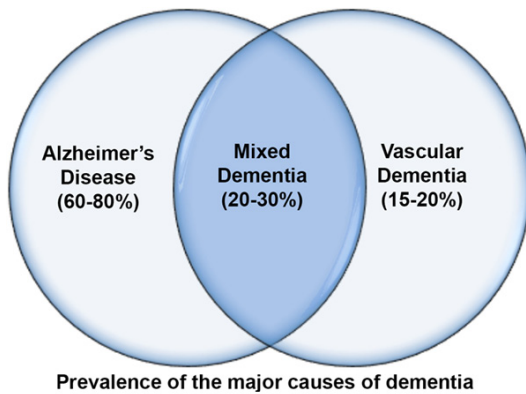 Alzheimer's
Disease
(60-80%)
Mixed
Dementia
(20-30%)
Vascular
Dementia
(15-20%)
Prevalence of the major causes of dementia